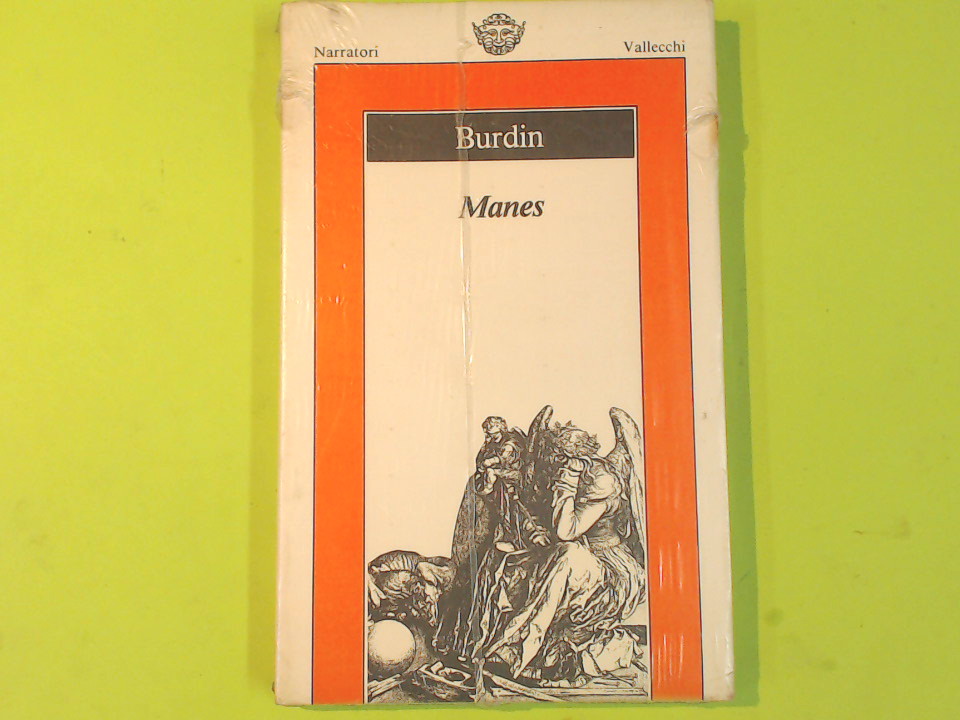 Narratori Vallecchi
Burdin
Manes